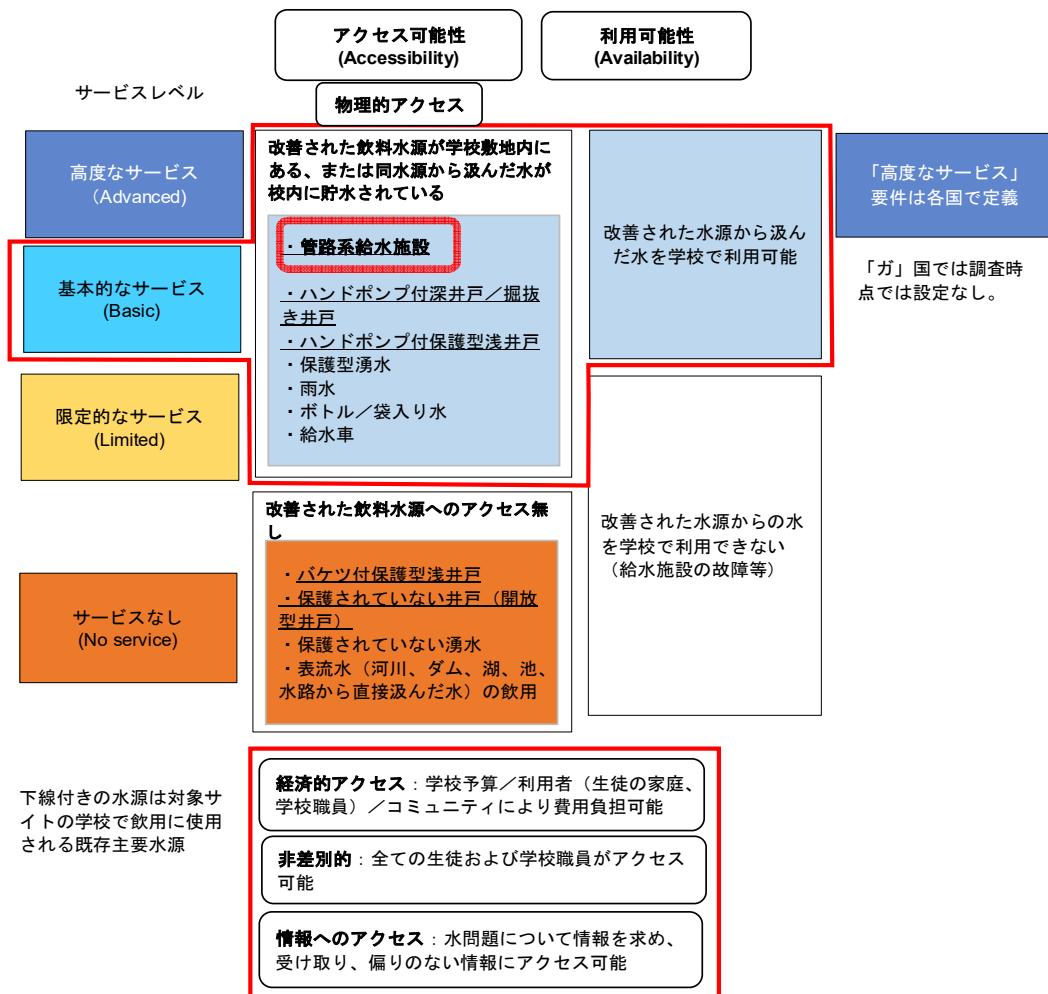 アクセス可能性
(Accessibility)
利用可能性
(Availability)
サービスレベル
物理的アクセス
高度なサービス
（Advanced)
改善された飲料水源が学校敷地内
にある、または同水源から汲んだ水が
校内に貯水されている
・管路系給水施設
・ハンドポンプ付深井戸／掘抜
き井戸
・ハンドポンプ付保護型浅井戸
・保護型湧水
・雨水
・ボトル／袋入り水
・給水車
改善された水源から汲ん
だ水を学校で利用可能
「高度なサービス」
要件は各国で定義
「ガ」国では調査時
点では設定なし。
基本的なサービス
(Basic)
限定的なサービス
(Limited)
改善された飲料水源へのアクセス無
し
・バケツ付保護型浅井戸
・保護されていない井戸（開放
型井戸）
・保護されていない湧水
・表流水（河川、ダム、湖、池、
水路から直接汲んだ水）の飲用
改善された水源からの水
を学校で利用できない
（給水施設の故障等）
サービスなし
(No service)
下線付きの水源は対象サ
イトの学校で飲用に使用
される既存主要水源
経済的アクセス：学校予算／利用者（生徒の家庭、
学校職員）／コミュニティにより費用負担可能
非差別的：全ての生徒および学校職員がアクセス
可能
情報へのアクセス：水問題について情報を求め、
受け取り、偏りのない情報にアクセス可能